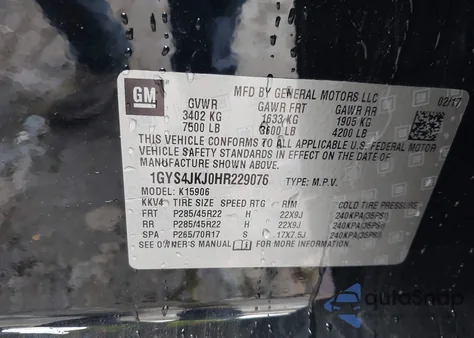 GM
MFD BY GENERAL MOTORS LLC
02/17
GVWR GAWR FRT GAWR RR
3402 KG 1633 KG 1905 KG
7500 LB 3600 LB 4200 LB
THIS VEHICLE CONFORMS TO ALL APPLICABLE U.S. FEDERAL
MOTOR VEHICLE SAFETY STANDARDS IN EFFECT ON THE DATE OF
MANUFACTURE SHOWN ABOVE.
1GYS4JKJ0HR229076 TYPE: M.P.V.
MODEL: K15906
KKV4 TIRE SIZE SPEED RTG RIM COLD TIRE PRESSURE
FRT P285/45R22 H 22X9J 240KPA(35PSI)
RR P285/45R22 H 22X9J 240KPA(35PSI)
SPA P265/70R17 S 17X7.5J 240KPA(35PSI)
SEE OWNER'S MANUAL FOR MORE INFORMATION
AutoSnap